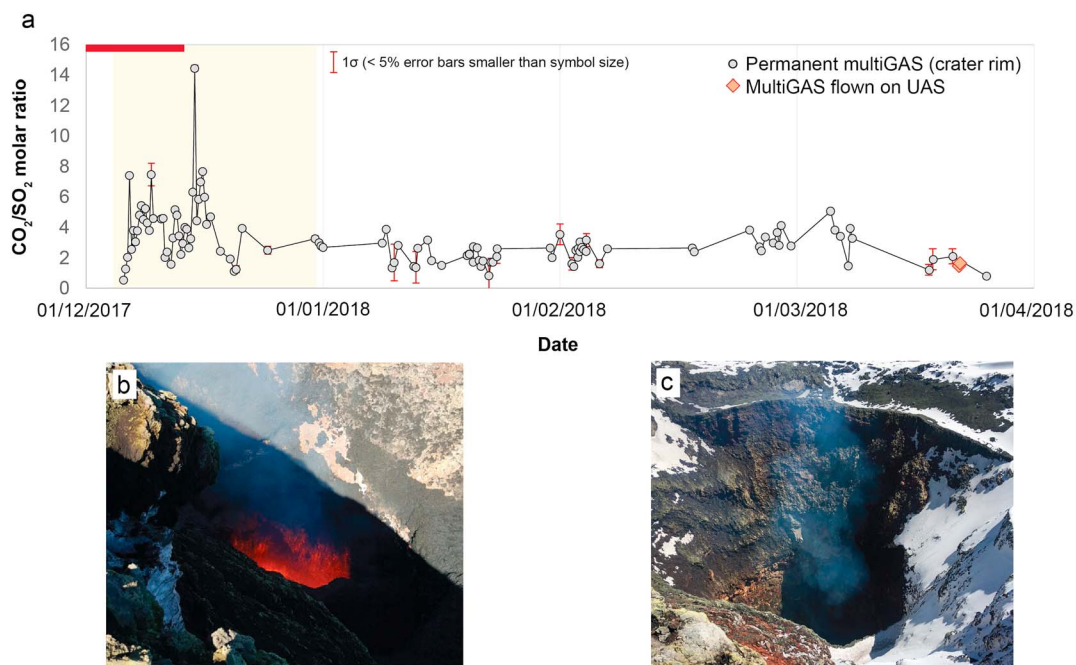 a
16
14
12
10
8
6
4
2
0
CO₂/SO₂ molar ratio
1σ (< 5% error bars smaller than symbol size)
Permanent multiGAS (crater rim)
MultiGAS flown on UAS
01/12/2017
01/01/2018
01/02/2018
01/03/2018
01/04/2018
Date
b
c